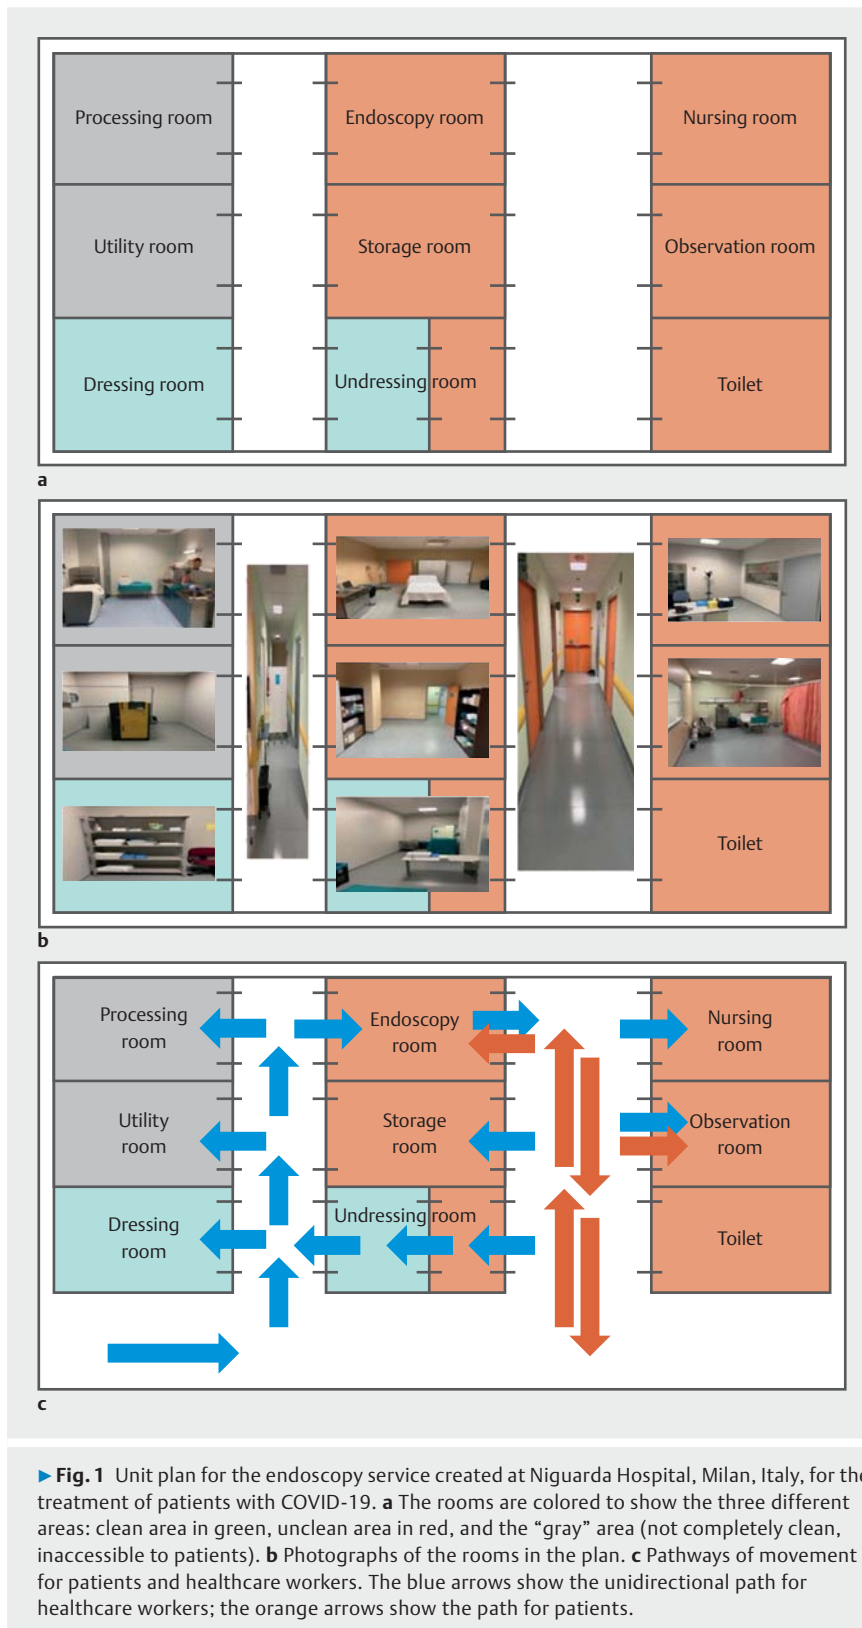 Processing room
Endoscopy room
Nursing room
Utility room
Storage room
Observation room
Dressing room
Undressing room
Toilet
a
Toilet
b
Processing
room
Endoscopy
room
Nursing
room
Utility
room
Storage
room
Observation
room
Dressing
room
Undressing room
Toilet
c
▶ Fig. 1 Unit plan for the endoscopy service created at Niguarda Hospital, Milan, Italy, for the
treatment of patients with COVID-19. a The rooms are colored to show the three different
areas: clean area in green, unclean area in red, and the “gray” area (not completely clean,
inaccessible to patients). b Photographs of the rooms in the plan. c Pathways of movement
for patients and healthcare workers. The blue arrows show the unidirectional path for
healthcare workers; the orange arrows show the path for patients.